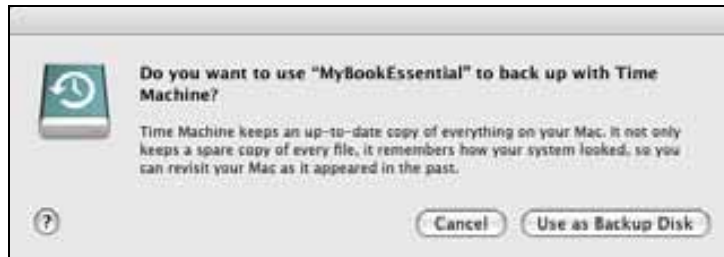 Do you want to use “MyBookEssential” to back up with Time
Machine?
Time Machine keeps an up-to-date copy of everything on your Mac. It not only
keeps a spare copy of every file, it remembers how your system looked, so you
can revisit your Mac as it appeared in the past.
?
Cancel
Use as Backup Disk